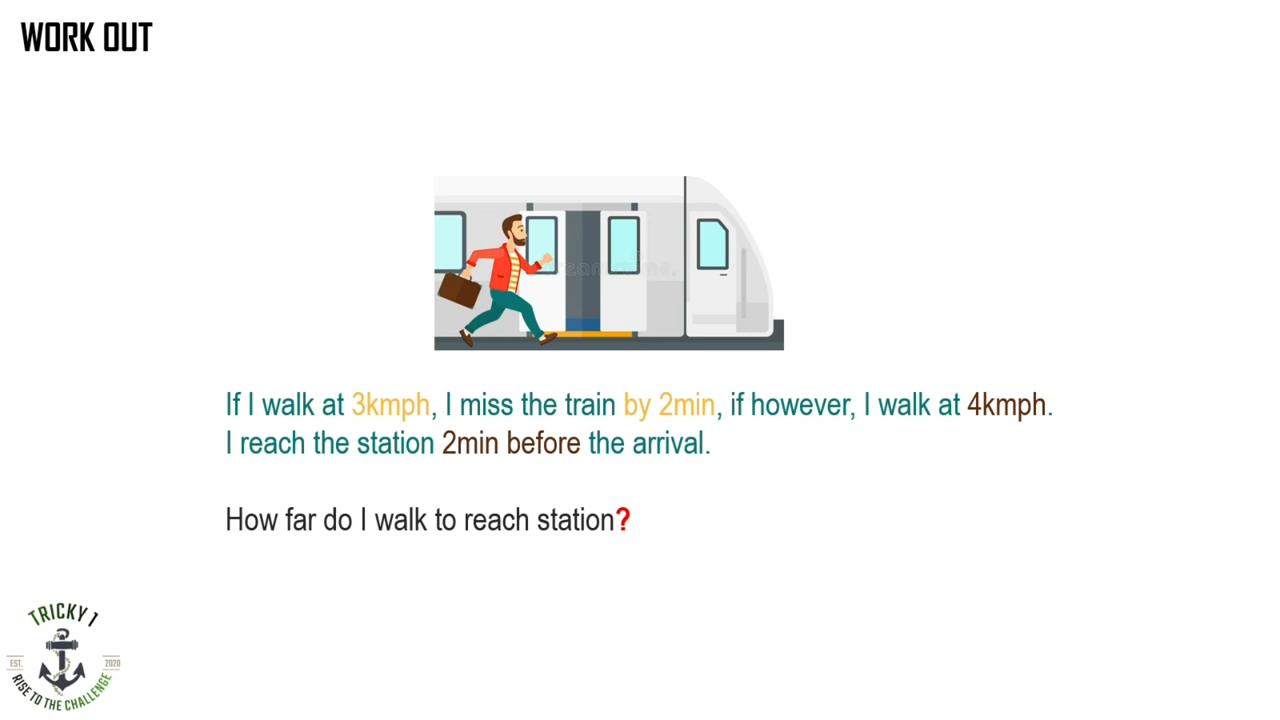 WORK OUT
If I walk at 3kmph, I miss the train by 2min, if however, I walk at 4kmph.
I reach the station 2min before the arrival.
How far do I walk to reach station?
TRICKY 1
EST. 2020
RISE TO THE CHALLENGE